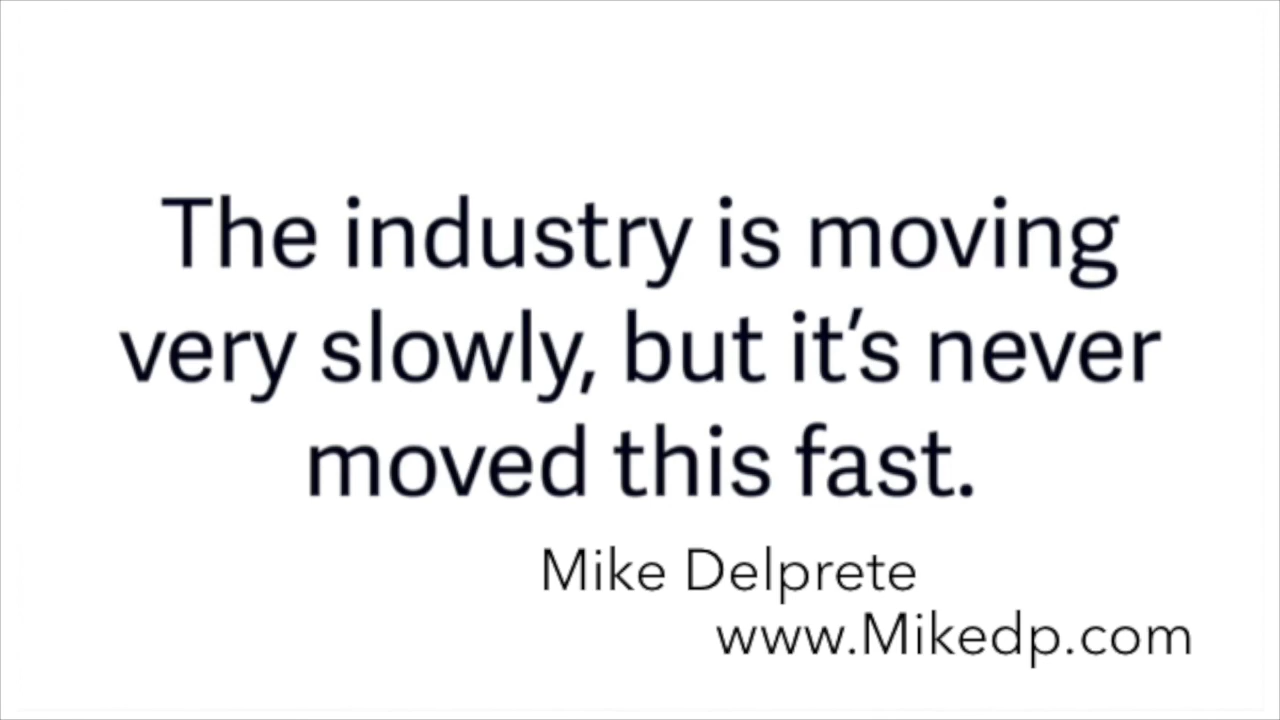 The industry is moving
very slowly, but it’s never
moved this fast.
Mike Delprete
www.Mikedp.com